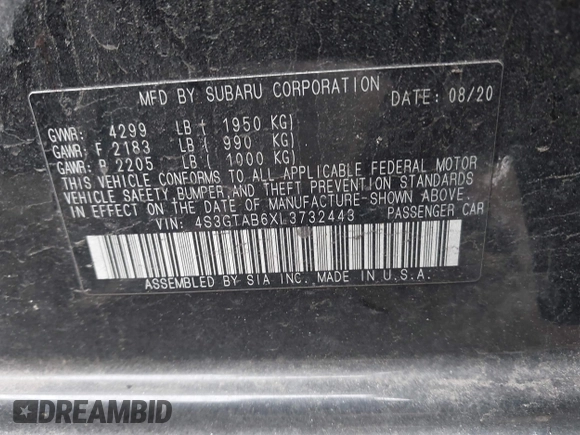 MFD BY SUBARU CORPORATION DATE: 08/20
GVWR: 4299 LB ( 1950 KG)
GAWR: F 2183 LB ( 990 KG)
GAWR: R 2205 LB ( 1000 KG)
THIS VEHICLE CONFORMS TO ALL APPLICABLE FEDERAL MOTOR
VEHICLE SAFETY, BUMPER AND THEFT PREVENTION STANDARDS
IN EFFECT ON THE DATE OF MANUFACTURE SHOWN ABOVE.
VIN: 4S3GTAB6XL3732443 PASSENGER CAR
ASSEMBLED BY SIA INC. MADE IN U.S.A.
DREAMBID